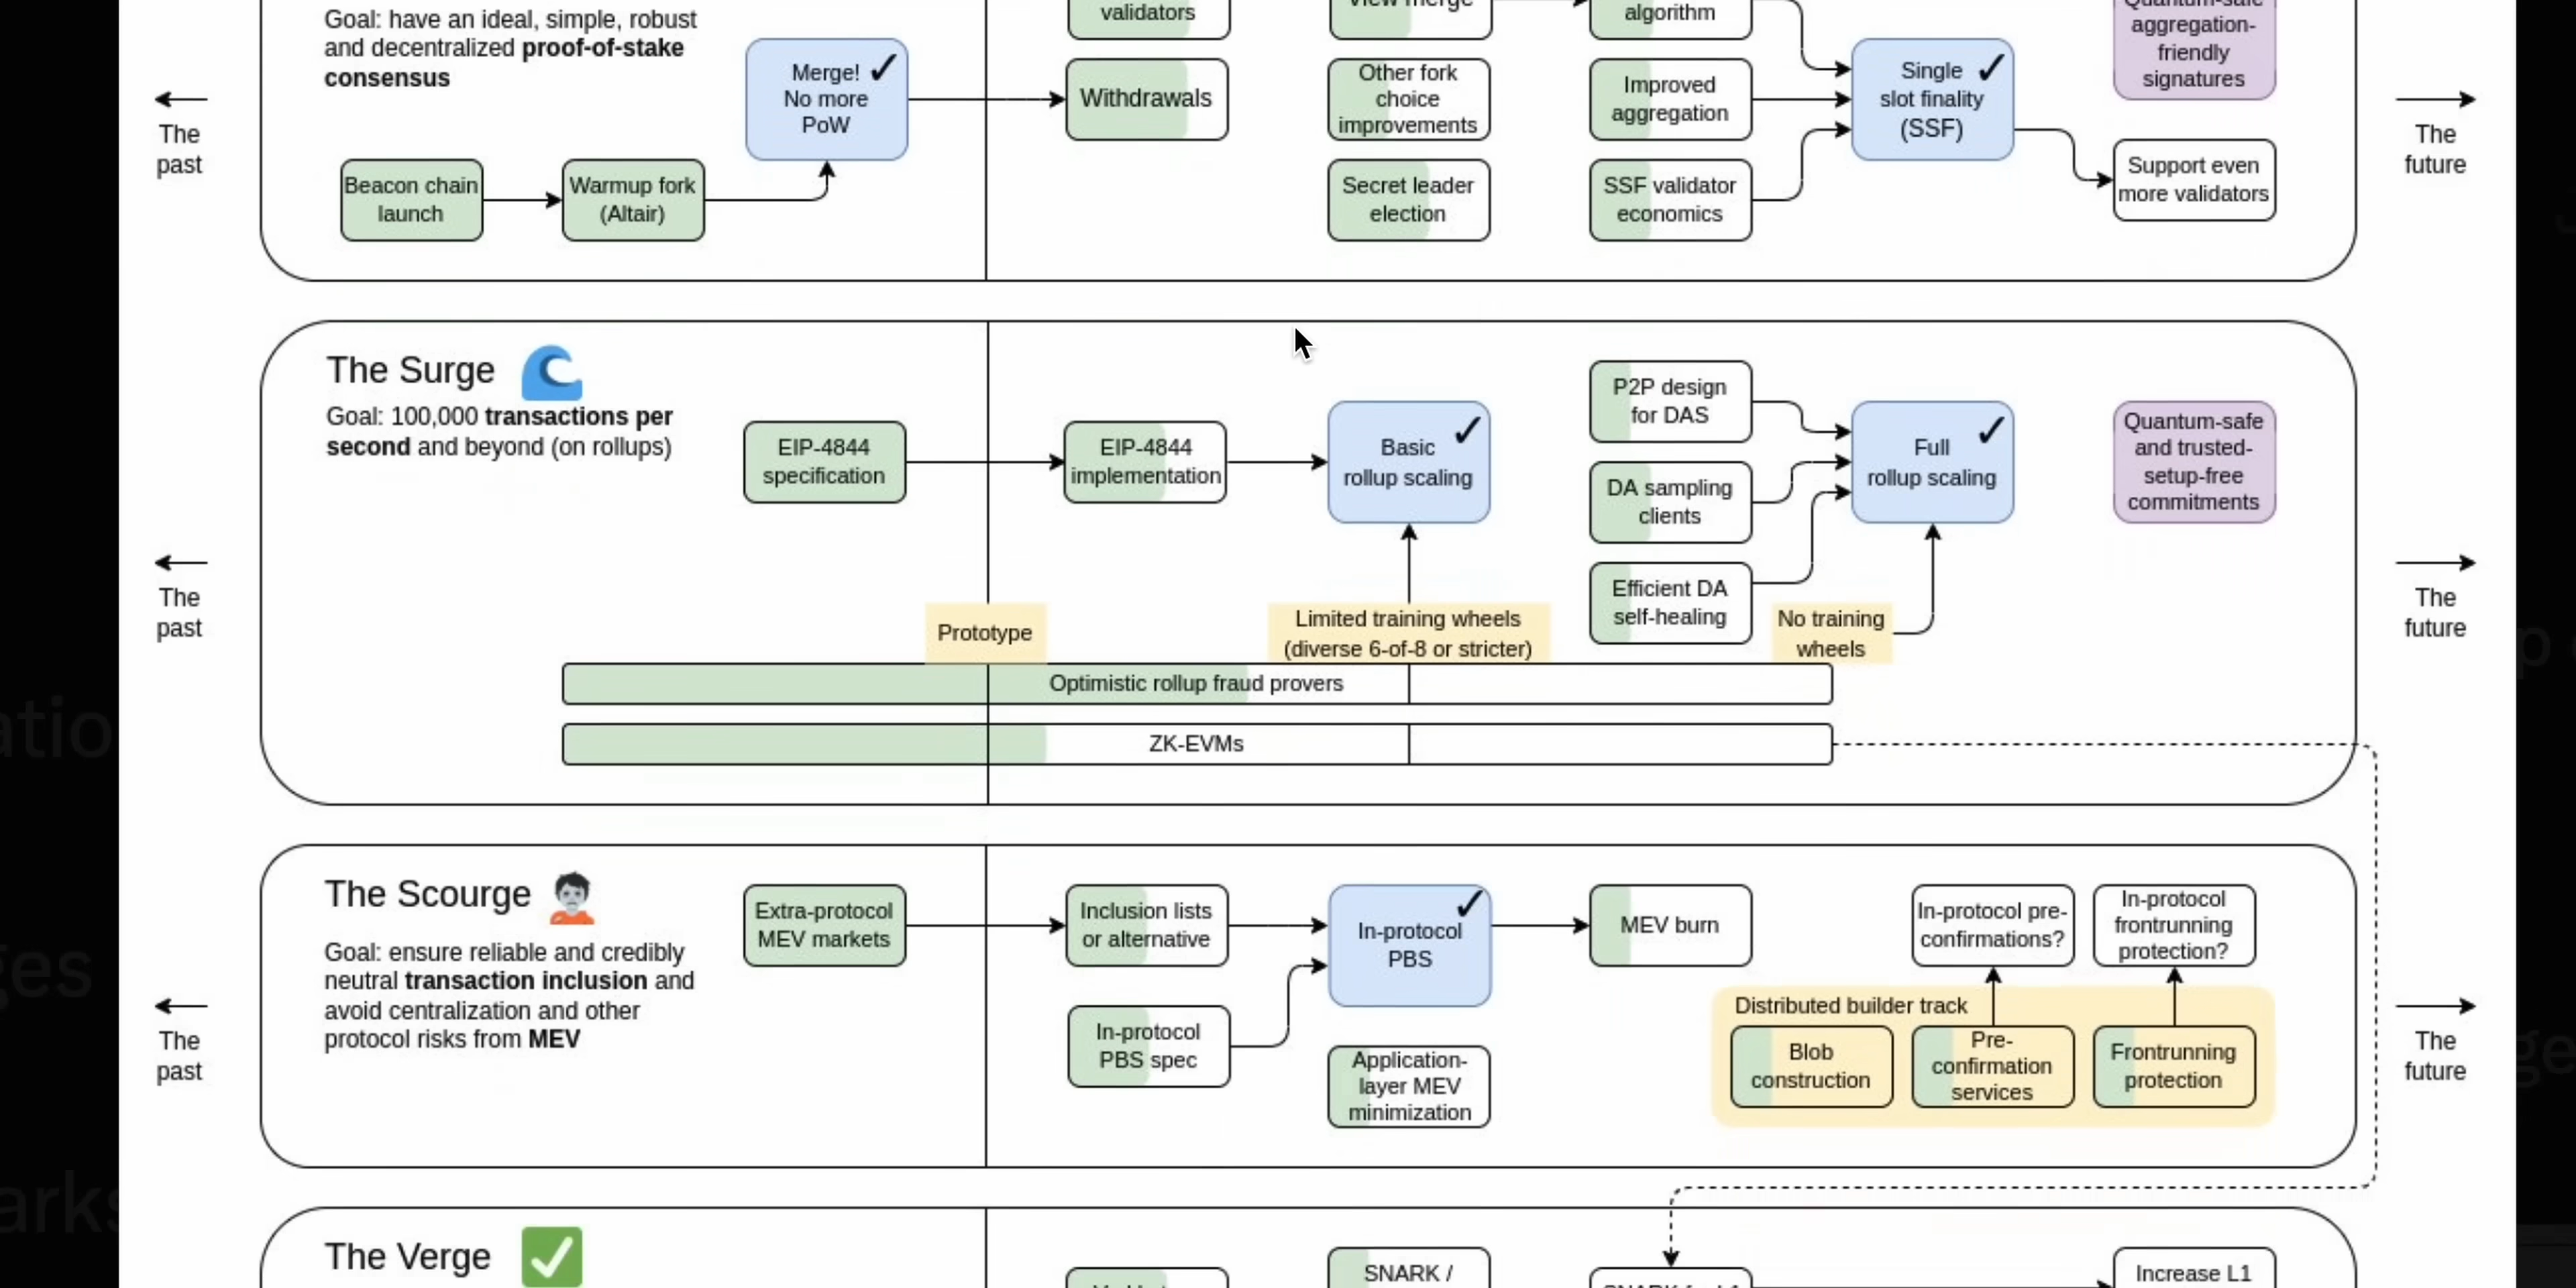 Goal: have an ideal, simple, robust
and decentralized proof-of-stake
consensus
The
past
Beacon chain
launch
Warmup fork
(Altair)
Merge!
No more
PoW
validators
Withdrawals
View merge
Other fork
choice
improvements
Secret leader
election
algorithm
Improved
aggregation
SSF validator
economics
Single
slot finality
(SSF)
Quantum-safe
aggregation-
friendly
signatures
Support even
more validators
The
future
The Surge
Goal: 100,000 transactions per
second and beyond (on rollups)
The
past
EIP-4844
specification
EIP-4844
implementation
Basic
rollup scaling
P2P design
for DAS
DA sampling
clients
Efficient DA
self-healing
Full
rollup scaling
Quantum-safe
and trusted-
setup-free
commitments
Prototype
Limited training wheels
(diverse 6-of-8 or stricter)
No training
wheels
Optimistic rollup fraud provers
ZK-EVMs
The
future
The Scourge
Goal: ensure reliable and credibly
neutral transaction inclusion and
avoid centralization and other
protocol risks from MEV
The
past
Extra-protocol
MEV markets
Inclusion lists
or alternative
In-protocol
PBS spec
In-protocol
PBS
Application-
layer MEV
minimization
MEV burn
In-protocol pre-
confirmations?
In-protocol
frontrunning
protection?
Distributed builder track
Blob
construction
Pre-
confirmation
services
Frontrunning
protection
The
future
The Verge
SNARK /
Increase L1